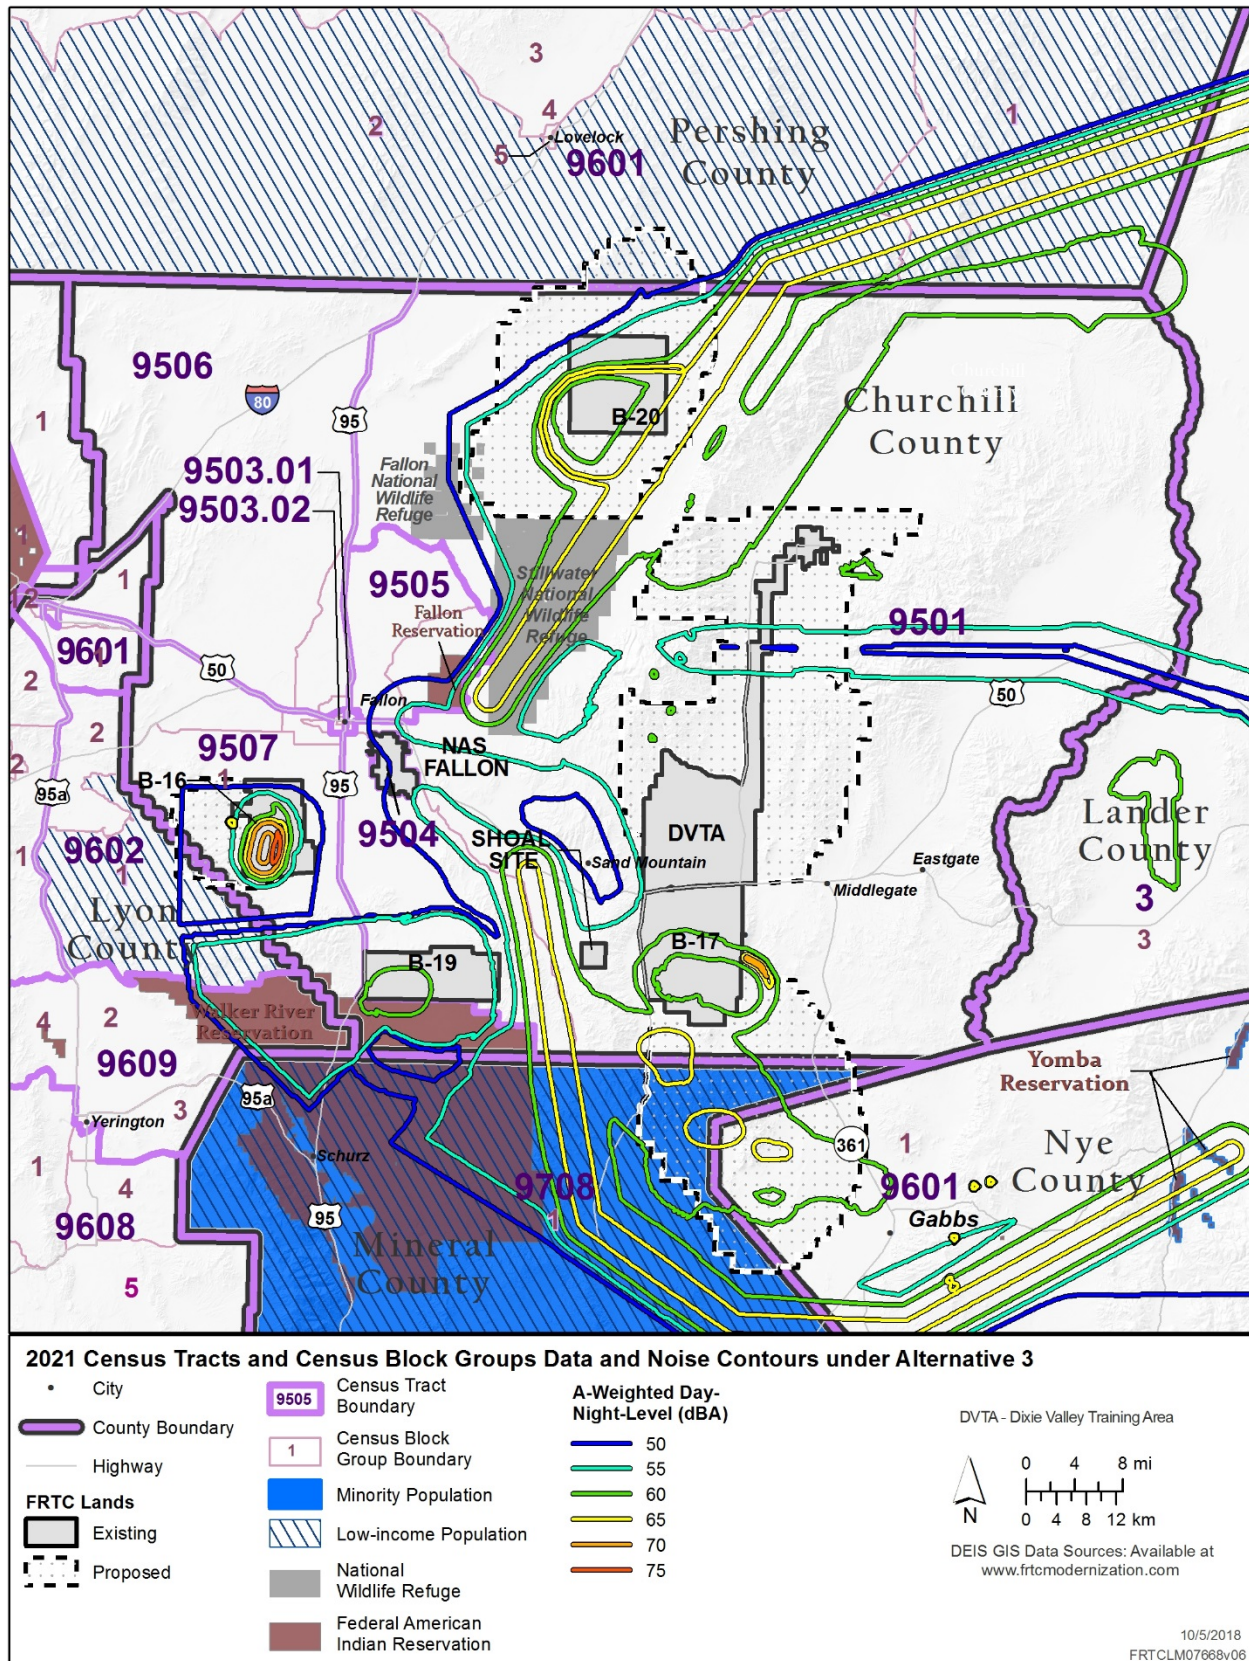 3
2
4
Lovelock
5
9601
Pershing
County
1
9506
80
95
1
Churchill
County
B-20
9503.01
9503.02
Fallon
National
Wildlife
Refuge
1
1
12
9505
Stillwater
National
Wildlife
Refuge
Fallon
Reservation
9501
9601
1
2
50
50
Fallon
2
9507
NAS
FALLON
2
95a
B-16
1
95
DVTA
Lander
County
9504
SHOAL
SITE
Sand Mountain
Eastgate
Middlegate
9602
1
1
3
3
Lyon
County
B-17
B-19
Walker River
Reservation
4
2
9609
3
95a
Yerington
Yomba
Reservation
Schurz
361
1
Nye
County
1
4
9708
1
9601
Gabbs
9608
95
Mineral
County
5
2021 Census Tracts and Census Block Groups Data and Noise Contours under Alternative 3
City
County Boundary
Highway
FRTC Lands
Existing
Proposed
9505
Census Tract
Boundary
1
Census Block
Group Boundary
Minority Population
Low-income Population
National
Wildlife Refuge
Federal American
Indian Reservation
A-Weighted Day-
Night-Level (dBA)
50
55
60
65
70
75
DVTA - Dixie Valley Training Area
N
0 4 8 mi
0 4 8 12 km
DEIS GIS Data Sources: Available at
www.frtcmodernization.com
10/5/2018
FRTCLM07668v06